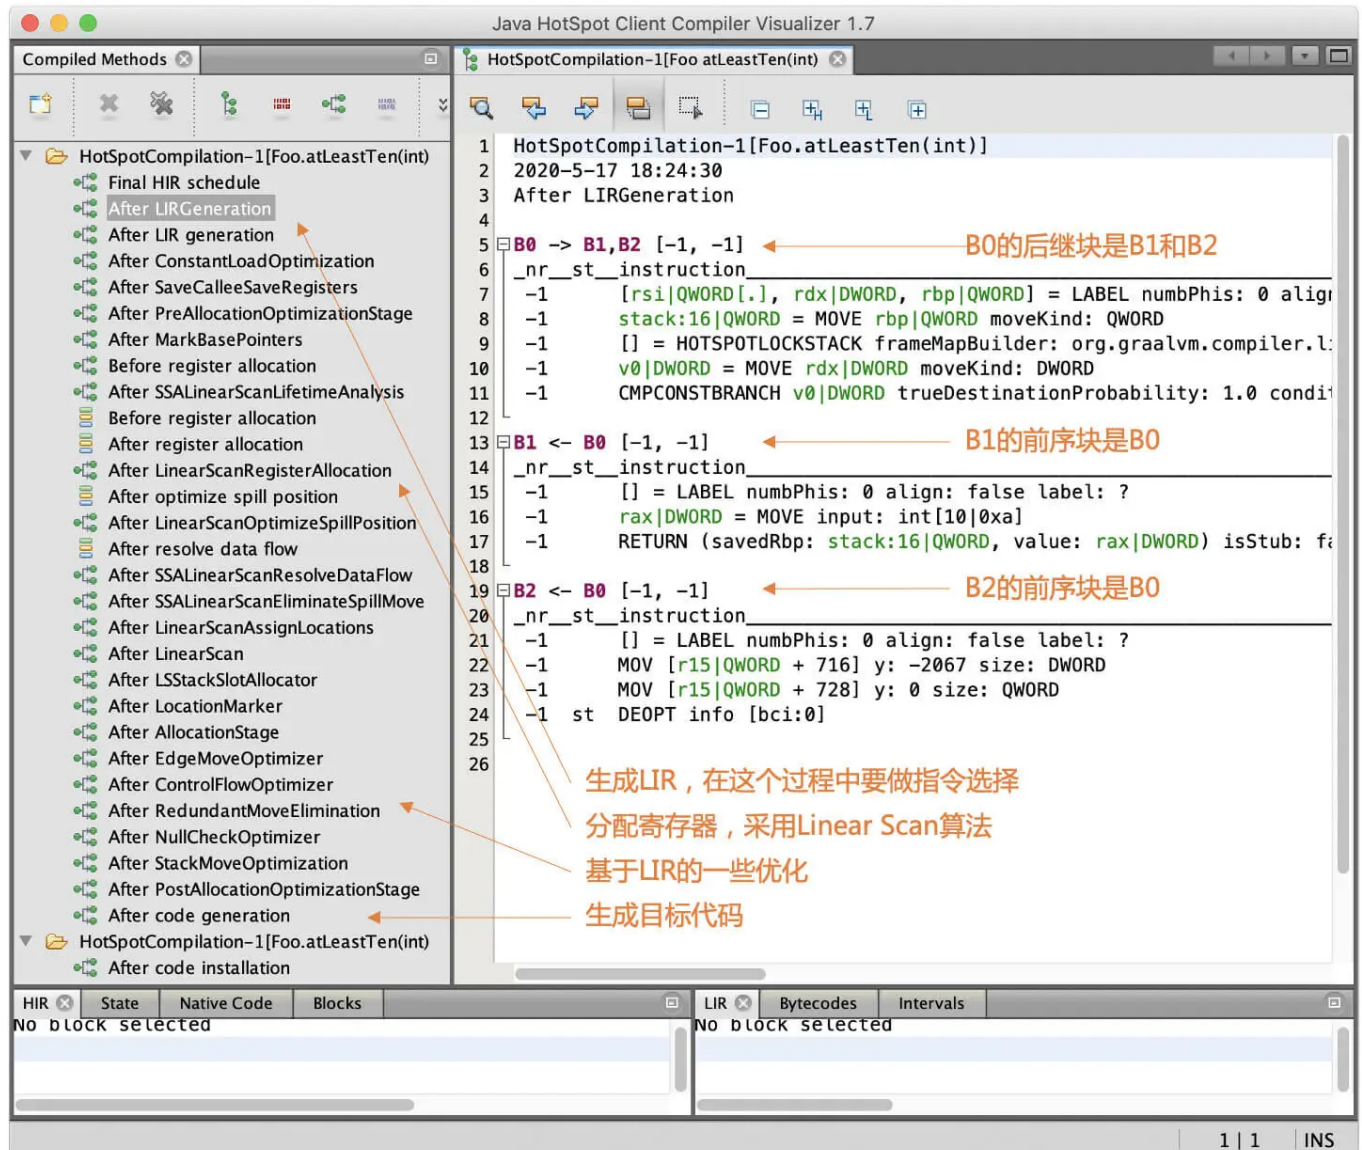 Java HotSpot Client Compiler Visualizer 1.7
Compiled Methods
HotSpotCompilation-1[Foo atLeastTen(int)
HotSpotCompilation-1[Foo.atLeastTen(int)
Final HIR schedule
After LIRGeneration
After LIR generation
After ConstantLoadOptimization
After SaveCalleeSaveRegisters
After PreAllocationOptimizationStage
After MarkBasePointers
Before register allocation
After SSALinearScanLifetimeAnalysis
Before register allocation
After register allocation
After LinearScanRegisterAllocation
After optimize spill position
After LinearScanOptimizeSpillPosition
After resolve data flow
After SSALinearScanResolveDataFlow
After SSALinearScanEliminateSpillMove
After LinearScanAssignLocations
After LinearScan
After LSStackSlotAllocator
After LocationMarker
After AllocationStage
After EdgeMoveOptimizer
After ControlFlowOptimizer
After RedundantMoveElimination
After NullCheckOptimizer
After StackMoveOptimization
After PostAllocationOptimizationStage
After code generation
HotSpotCompilation-1[Foo.atLeastTen(int)
After code installation
1 HotSpotCompilation-1[Foo.atLeastTen(int)]
2 2020-5-17 18:24:30
3 After LIRGeneration
4
5 B0 -> B1,B2 [-1, -1] B0的后继块是B1和B2
6 _nr__st__instruction
7 -1 [rsi|QWORD[.], rdx|DWORD, rbp|QWORD] = LABEL numbPhis: 0 align
8 -1 stack:16|QWORD = MOVE rbp|QWORD moveKind: QWORD
9 -1 [] = HOTSPOTLOCKSTACK frameMapBuilder: org.graalvm.compiler.li
10 -1 v0|DWORD = MOVE rdx|DWORD moveKind: DWORD
11 -1 CMPCONSTBRANCH v0|DWORD trueDestinationProbability: 1.0 condit
12
13 B1 <- B0 [-1, -1] B1的前序块是B0
14 _nr__st__instruction
15 -1 [] = LABEL numbPhis: 0 align: false label: ?
16 -1 rax|DWORD = MOVE input: int[10|0xa]
17 -1 RETURN (savedRbp: stack:16|QWORD, value: rax|DWORD) isStub: fa
18
19 B2 <- B0 [-1, -1] B2的前序块是B0
20 _nr__st__instruction
21 -1 [] = LABEL numbPhis: 0 align: false label: ?
22 -1 MOV [r15|QWORD + 716] y: -2067 size: DWORD
23 -1 MOV [r15|QWORD + 728] y: 0 size: QWORD
24 -1 st DEOPT info [bci:0]
25
26
生成LIR，在这个过程中要做指令选择
分配寄存器，采用Linear Scan算法
基于LIR的一些优化
生成目标代码
HIR State Native Code Blocks
No block selected
LIR Bytecodes Intervals
No block selected
1 | 1 INS